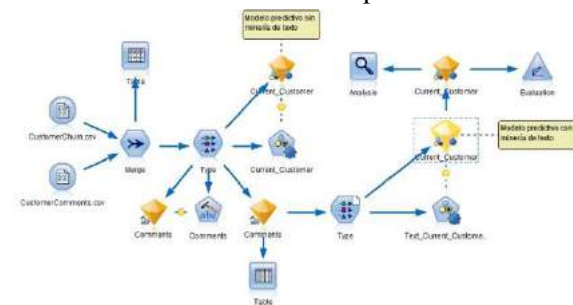 Modelo predictivo sin
minería de texto
Table
Current_Customer
CustomerChurn.csv
Merge
Type
Current_Customer
CustomerComments.csv
Comments
Comments
Comments
Table
Analysis
Current_Customer
Evaluation
Current_Customer
Modelo predictivo con
minería de texto
Type
Text_Current_Custome...